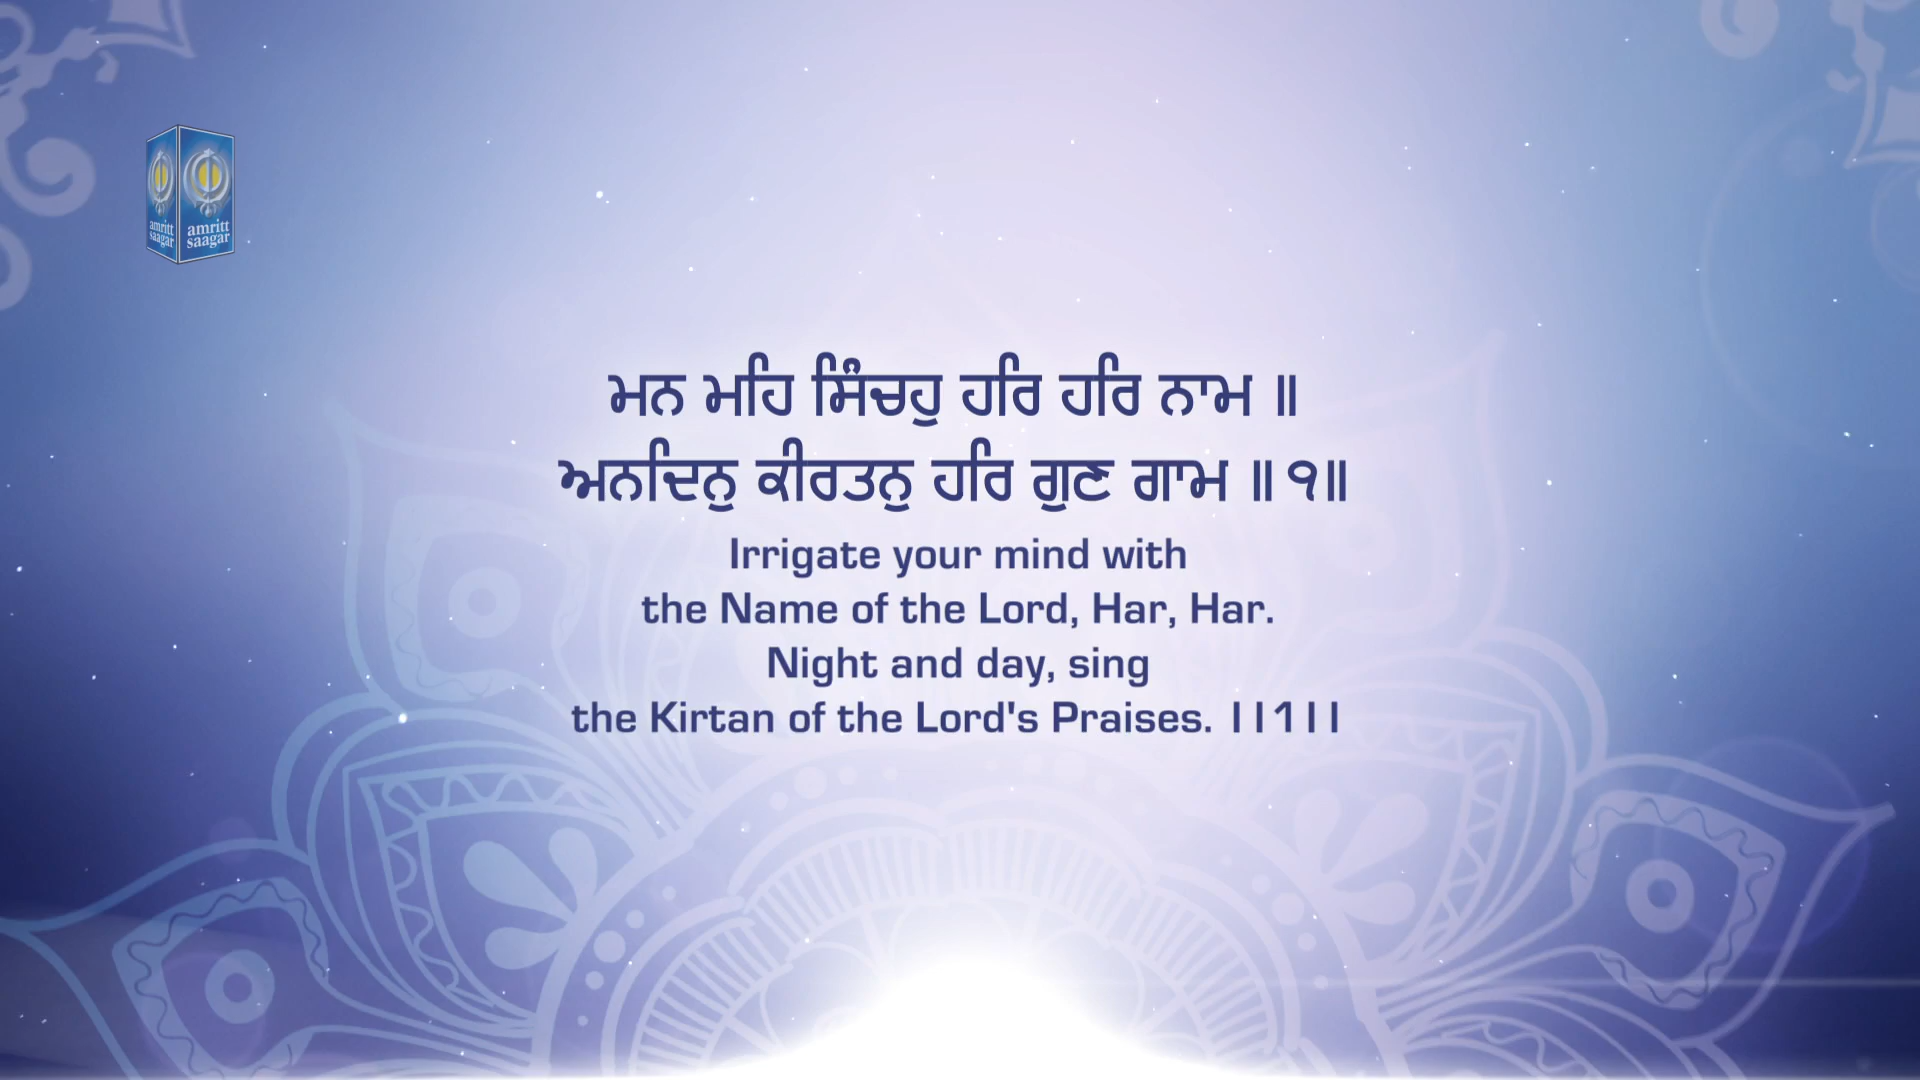 amritt
saagar
amritt
saagar
ਮਨ ਮਹਿ ਸਿੰਚਹੁ ਹਰਿ ਹਰਿ ਨਾਮ ॥
ਅਨਦਿਨੁ ਕੀਰਤਨੁ ਹਰਿ ਗੁਣ ਗਾਮ ॥੧॥
Irrigate your mind with
the Name of the Lord, Har, Har.
Night and day, sing
the Kirtan of the Lord's Praises. ||1||